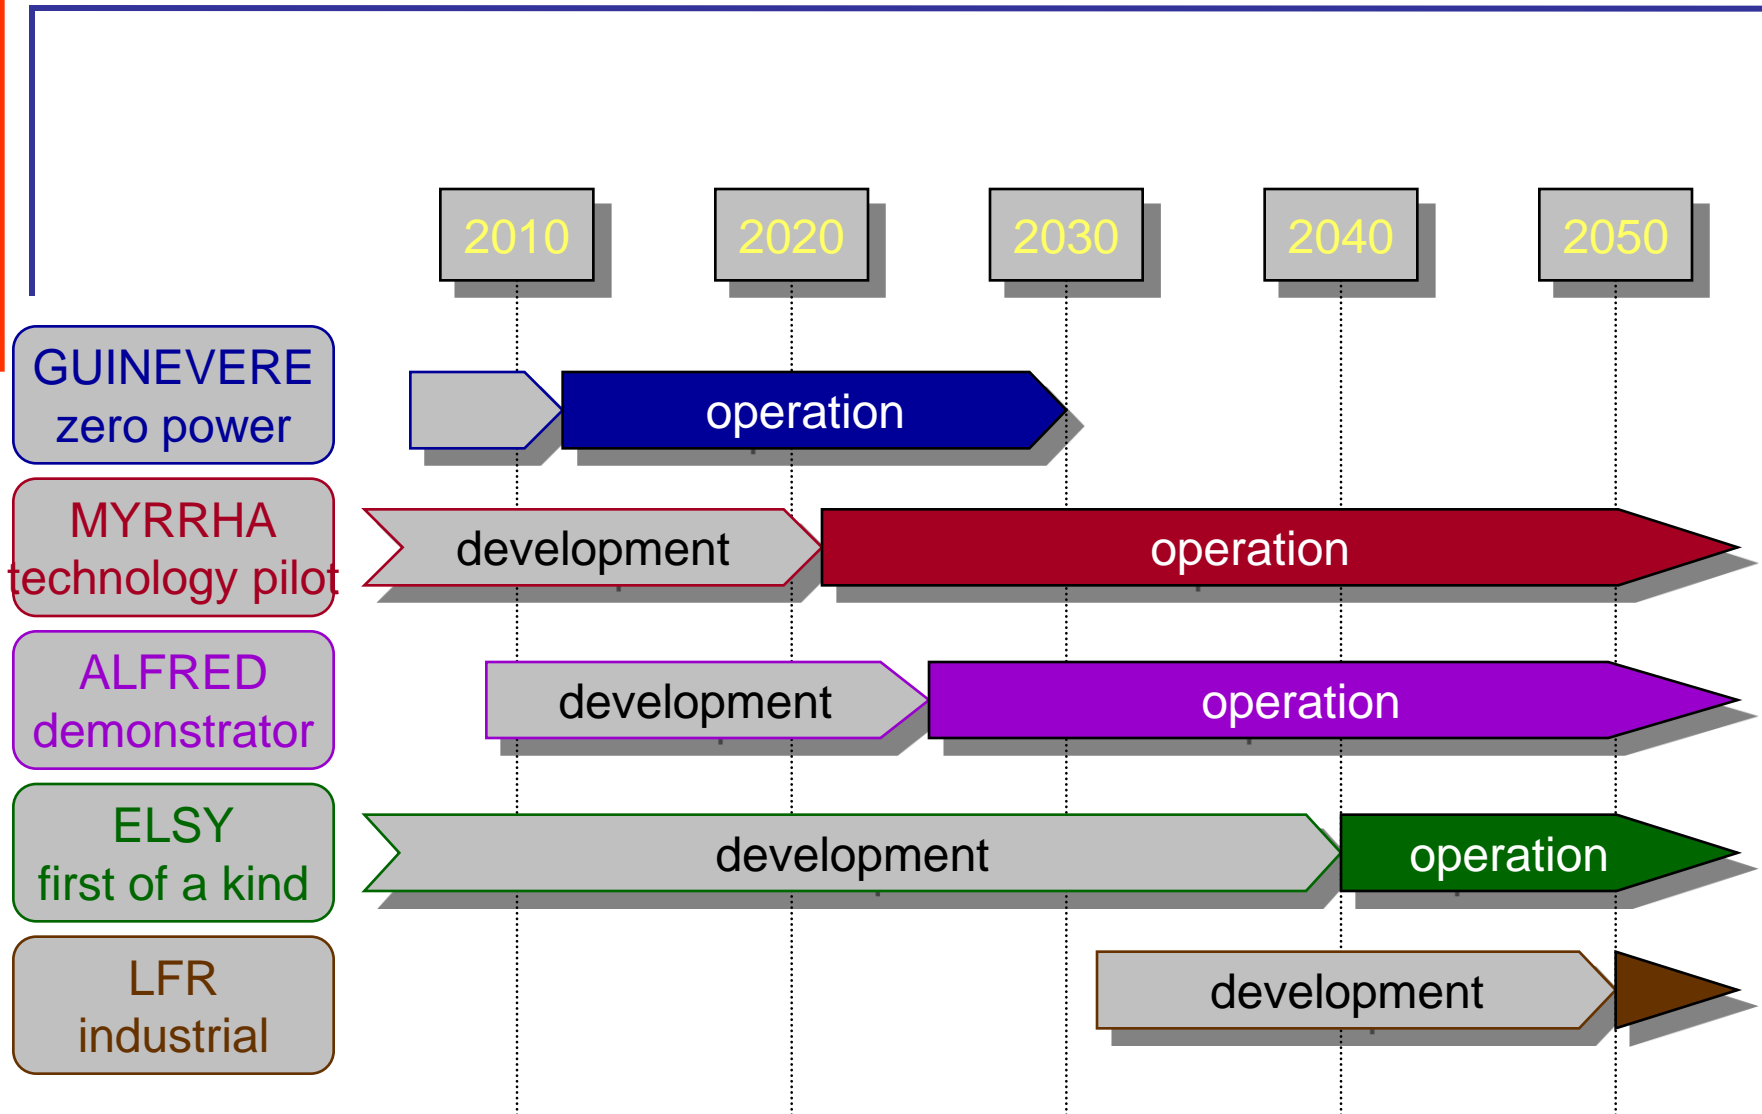 2010 2020 2030 2040 2050
GUINEVERE
zero power
operation
MYRRHA
technology pilot
development operation
ALFRED
demonstrator
development operation
ELSY
first of a kind
development operation
LFR
industrial
development